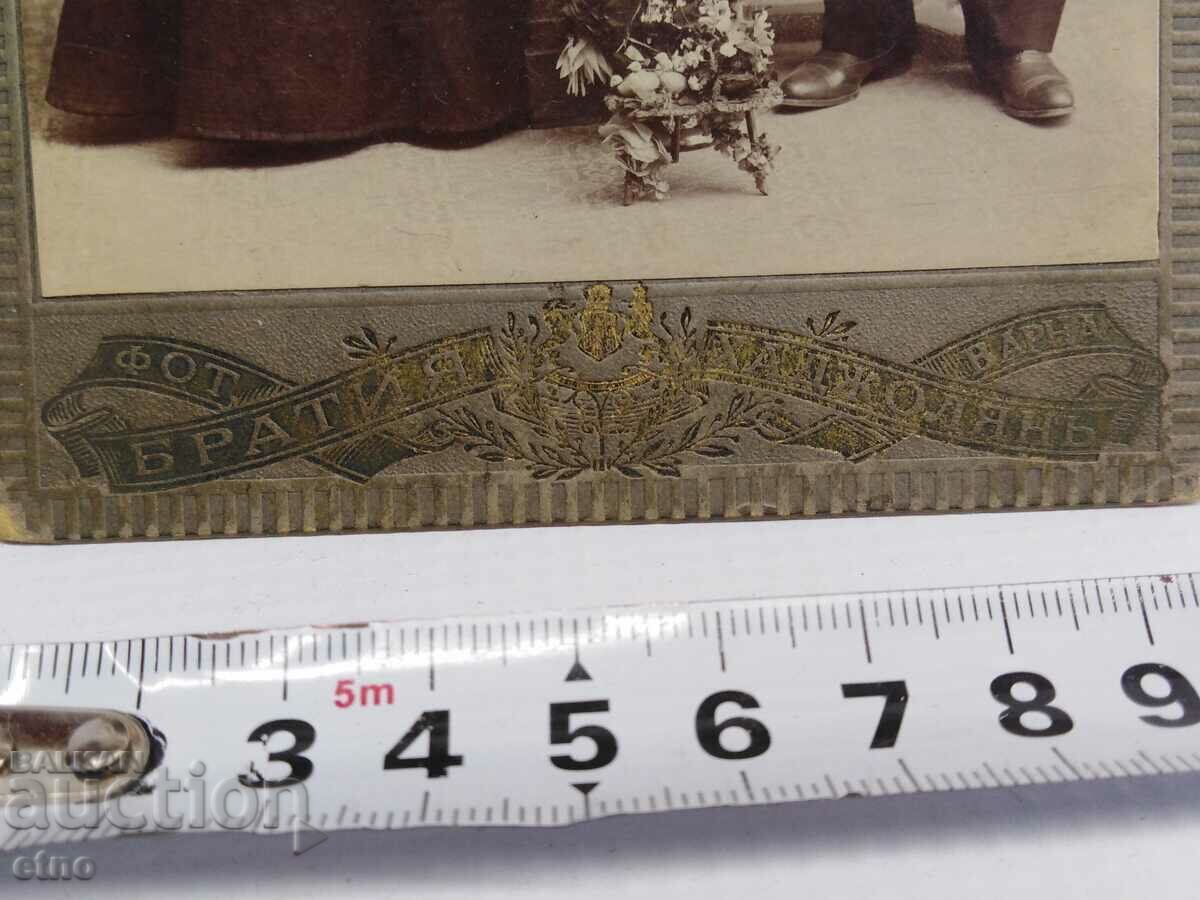 ФОТ
БРАТИЯ
ВАРНА
5m
3 4 5 6 7 8 9
BALKAN
auction
etno